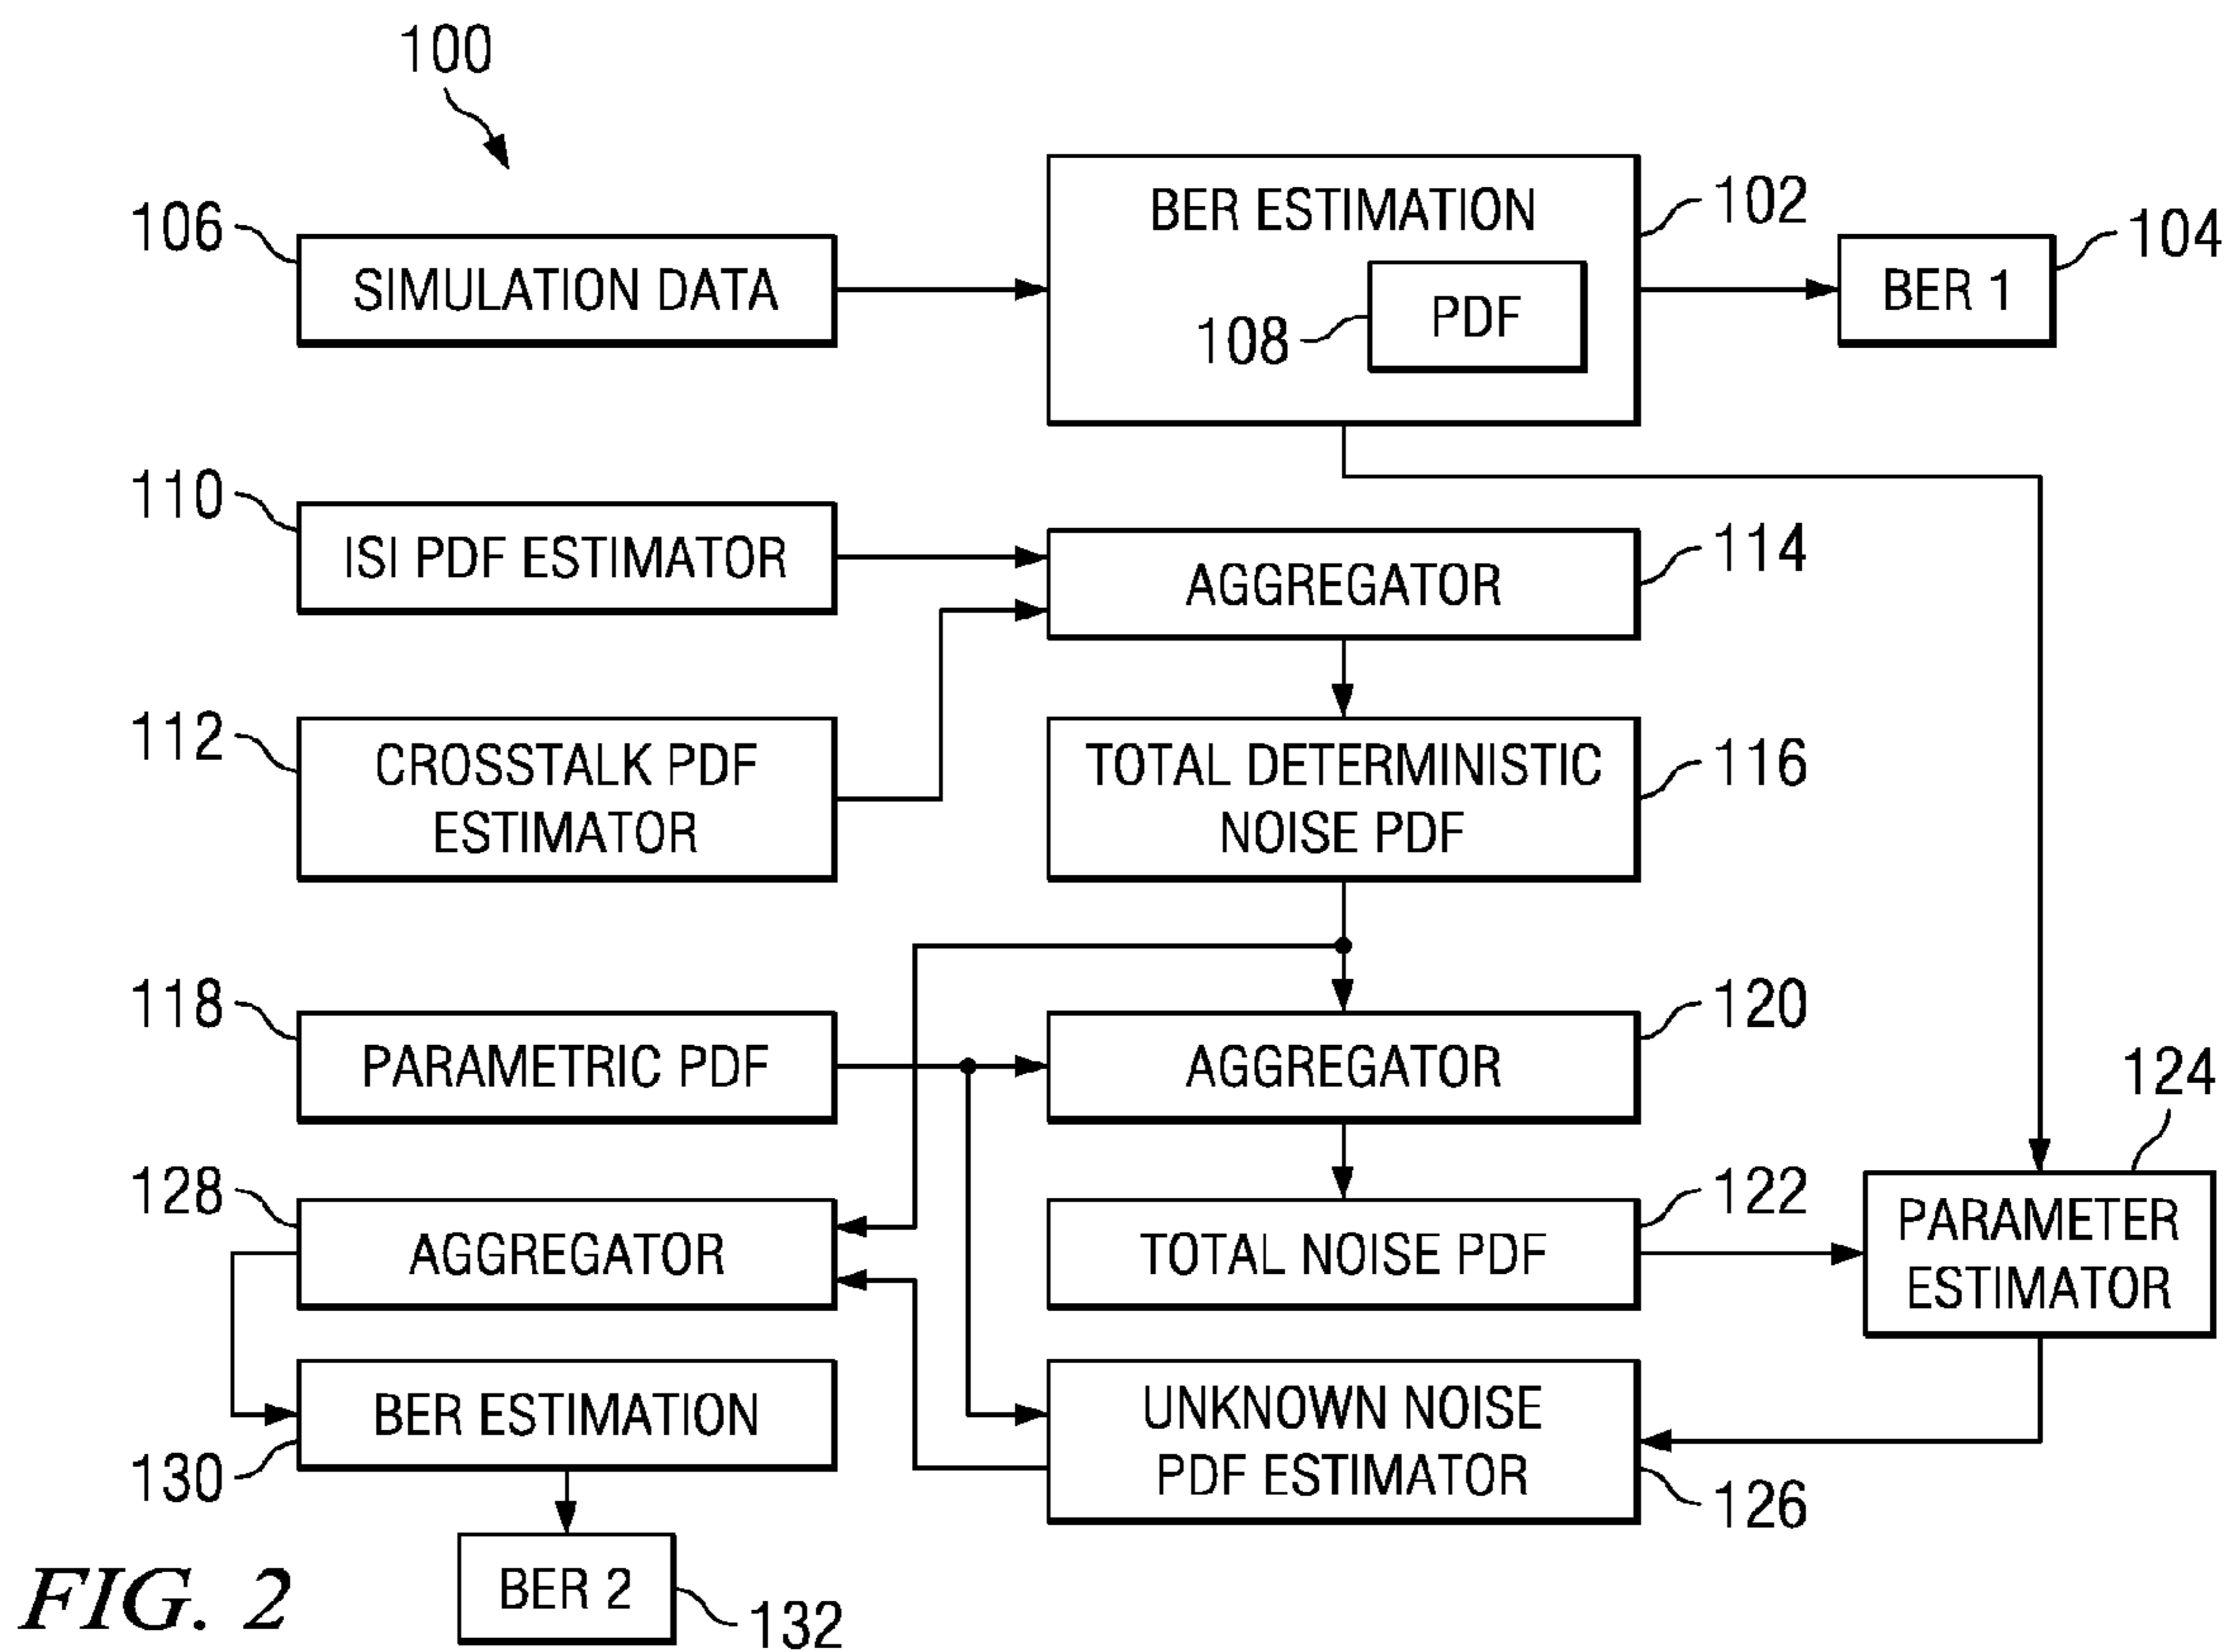 100
106
SIMULATION DATA
BER ESTIMATION
102
PDF
108
BER 1
104
110
ISI PDF ESTIMATOR
AGGREGATOR
114
112
CROSSTALK PDF
ESTIMATOR
TOTAL DETERMINISTIC
NOISE PDF
116
118
PARAMETRIC PDF
AGGREGATOR
120
124
PARAMETER
ESTIMATOR
128
AGGREGATOR
TOTAL NOISE PDF
122
BER ESTIMATION
130
UNKNOWN NOISE
PDF ESTIMATOR
126
BER 2
132
FIG. 2